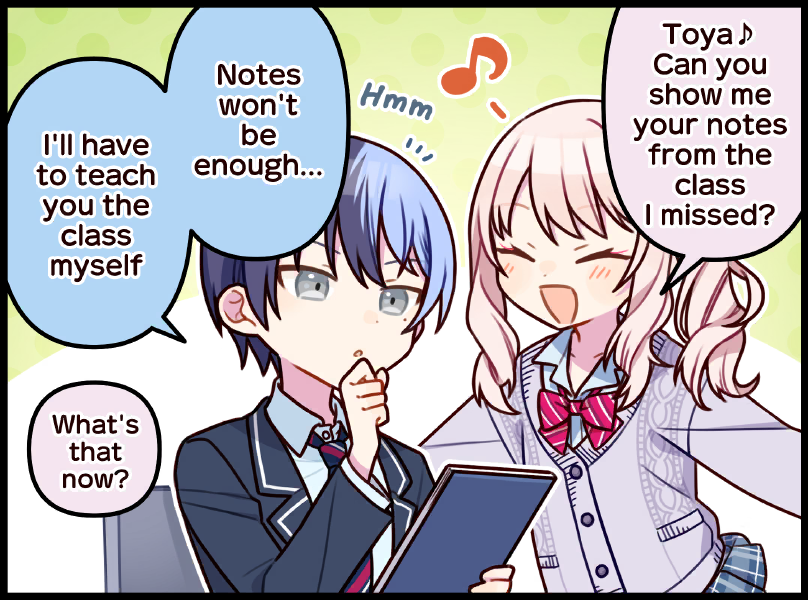 Toya♪
Can you
show me
your notes
from the
class
I missed?
Hmm
Notes
won't
be
enough...
I'll have
to teach
you the
class
myself
What's
that
now?